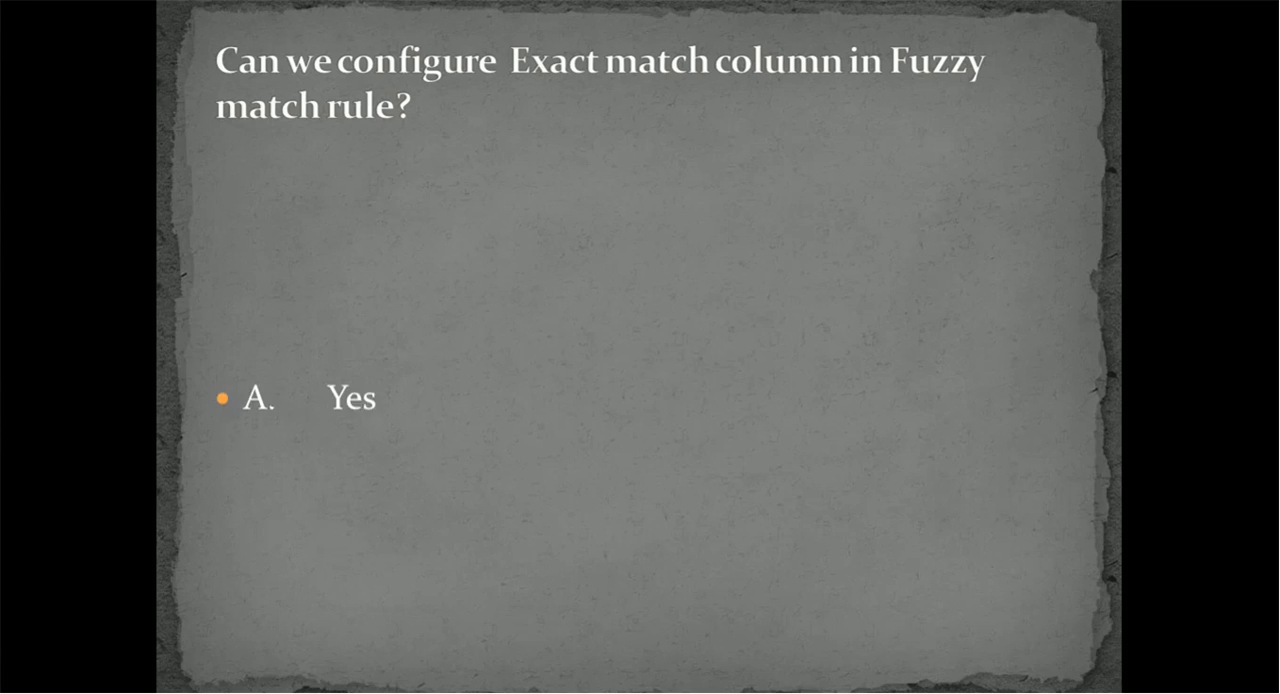 Can we configure Exact match column in Fuzzy
match rule?
• A. Yes